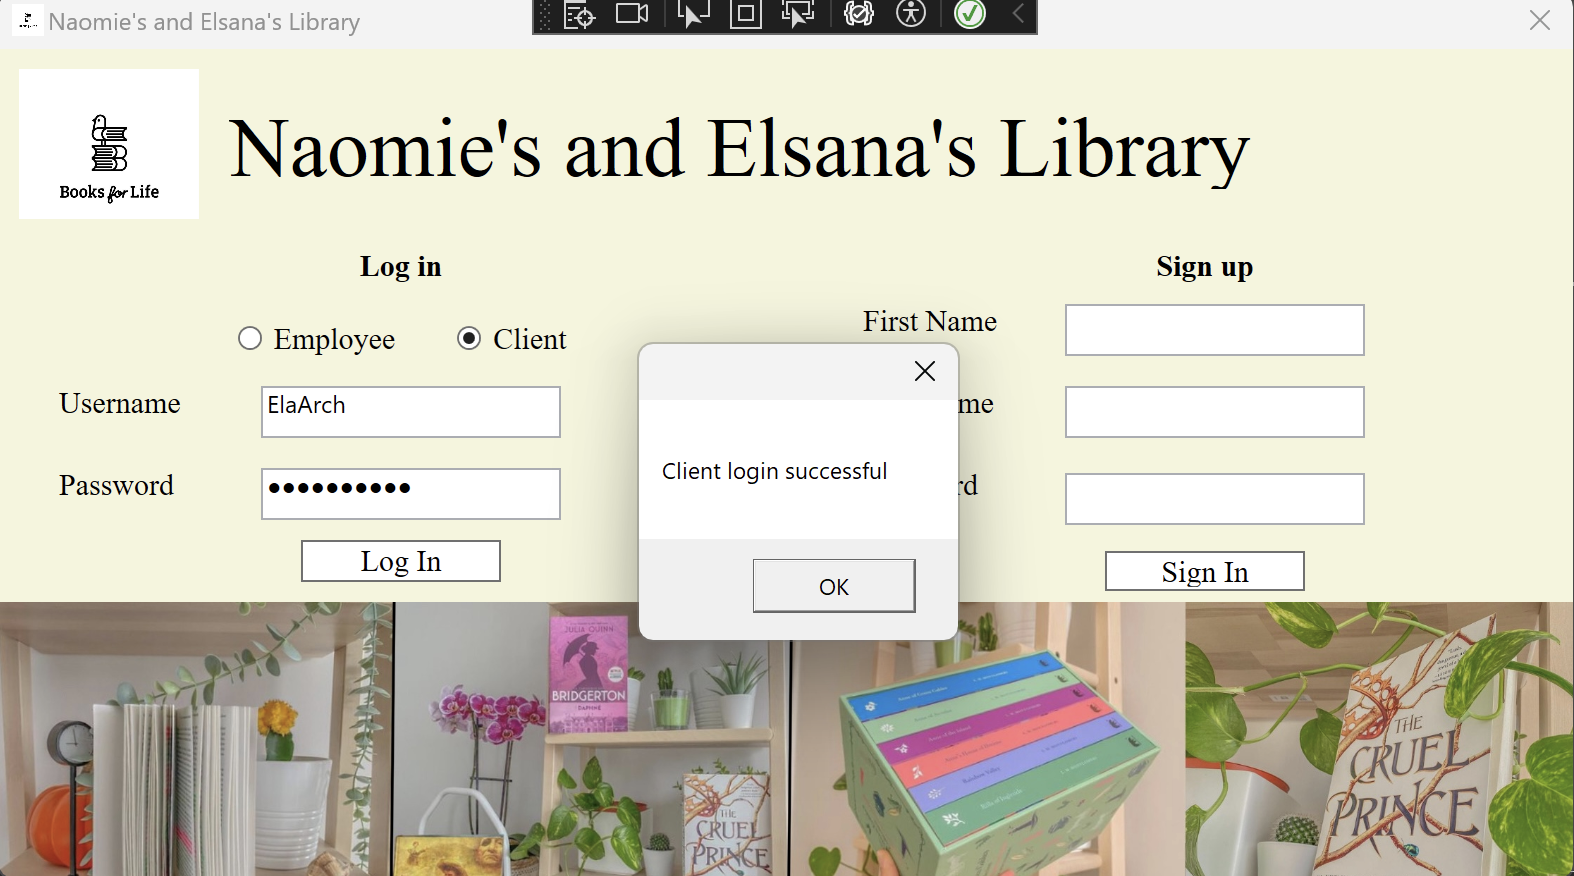 Naomie's and Elsana's Library
Books for Life
Naomie's and Elsana's Library
Log in
Sign up
Employee
Client
First Name
Username
ElaArch
me
Password
rd
Client login successful
OK
Log In
Sign In
JULIA QUINN
BRIDGERTON
DAPHNE
THE
CRUEL
PRINCE
Rainbow Valley
THE
CRUEL
PRINCE